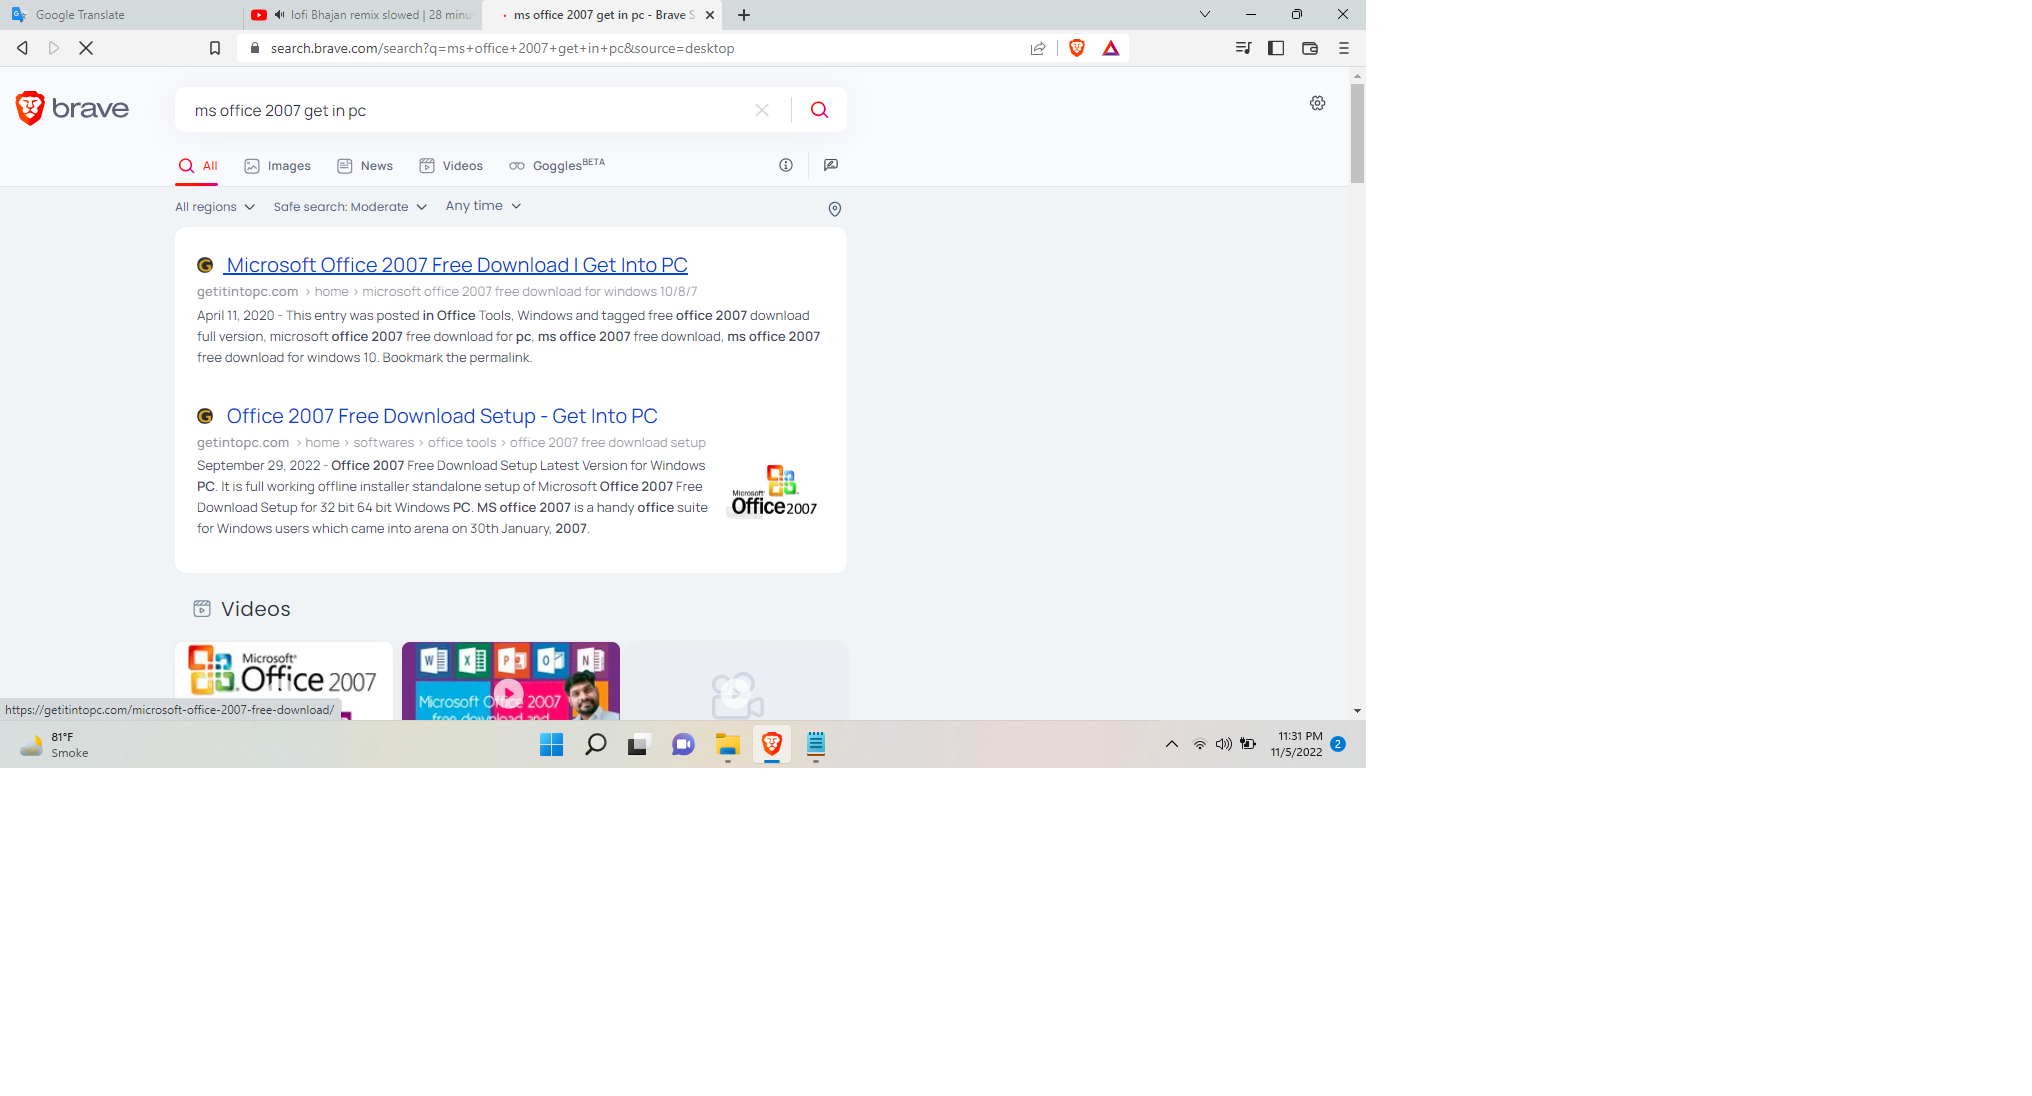 Google Translate
lofi Bhajan remix slowed | 28 minu
ms office 2007 get in pc - Brave S
search.brave.com/search?q=ms+office+2007+get+in+pc&source=desktop
brave
ms office 2007 get in pc
All Images News Videos GogglesBETA
All regions Safe search: Moderate Any time
Microsoft Office 2007 Free Download | Get Into PC
getitintopc.com › home › microsoft office 2007 free download for windows 10/8/7
April 11, 2020 - This entry was posted in Office Tools, Windows and tagged free office 2007 download
full version, microsoft office 2007 free download for pc, ms office 2007 free download, ms office 2007
free download for windows 10. Bookmark the permalink.
Office 2007 Free Download Setup - Get Into PC
getintopc.com › home › softwares › office tools › office 2007 free download setup
September 29, 2022 - Office 2007 Free Download Setup Latest Version for Windows
PC. It is full working offline installer standalone setup of Microsoft Office 2007 Free
Download Setup for 32 bit 64 bit Windows PC. MS office 2007 is a handy office suite
for Windows users which came into arena on 30th January, 2007.
Microsoft
Office 2007
Videos
Microsoft
Office 2007
W X P O N
Microsoft Office 2007
free download and
https://getitintopc.com/microsoft-office-2007-free-download/
81°F
Smoke
11:31 PM
11/5/2022
2